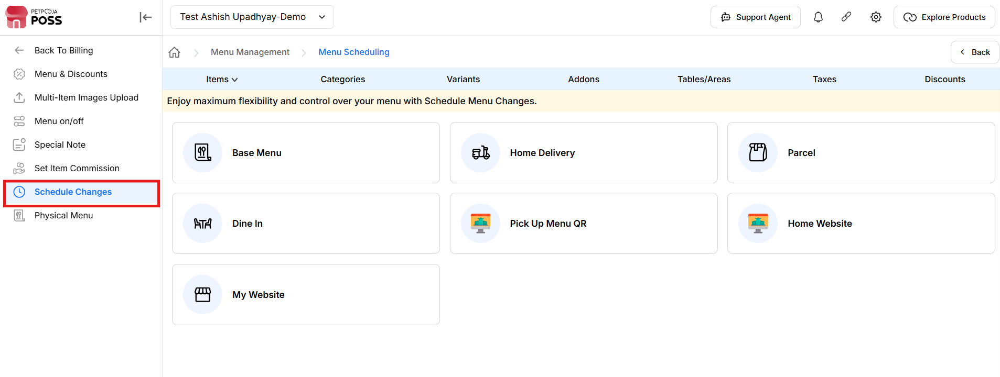 PETPOOJA
POSS
Test Ashish Upadhyay-Demo
Support Agent
Explore Products
Back To Billing
Menu & Discounts
Multi-Item Images Upload
Menu on/off
Special Note
Set Item Commission
Schedule Changes
Physical Menu
Menu Management
Menu Scheduling
Back
Items
Categories
Variants
Addons
Tables/Areas
Taxes
Discounts
Enjoy maximum flexibility and control over your menu with Schedule Menu Changes.
Base Menu
Home Delivery
Parcel
Dine In
Pick Up Menu QR
Home Website
My Website